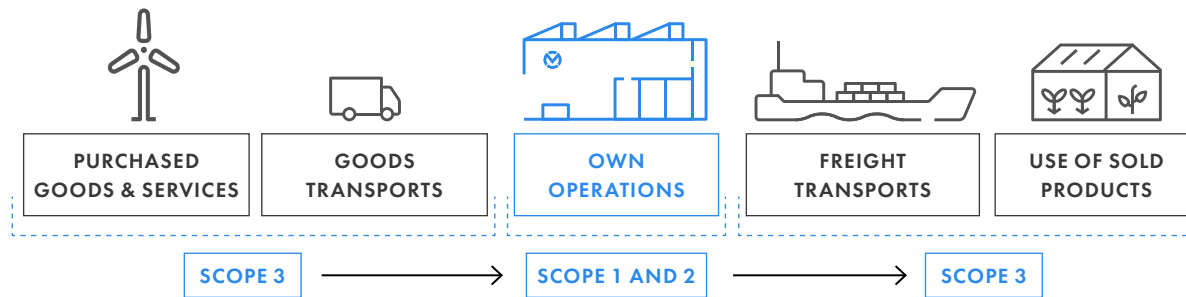 PURCHASED
GOODS & SERVICES
GOODS
TRANSPORTS
OWN
OPERATIONS
FREIGHT
TRANSPORTS
USE OF SOLD
PRODUCTS
SCOPE 3
SCOPE 1 AND 2
SCOPE 3